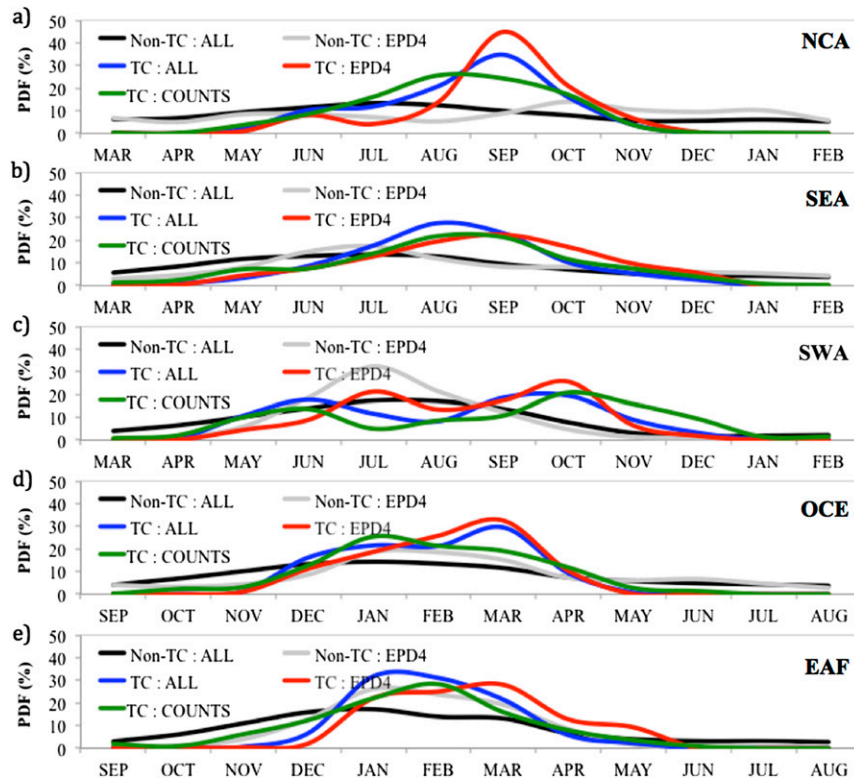 a)
NCA
PDF (%)
50
40
30
20
10
0
Non-TC : ALL
Non-TC : EPD4
TC : ALL
TC : EPD4
TC : COUNTS
MAR APR MAY JUN JUL AUG SEP OCT NOV DEC JAN FEB
b)
SEA
PDF (%)
50
40
30
20
10
0
Non-TC : ALL
Non-TC : EPD4
TC : ALL
TC : EPD4
TC : COUNTS
MAR APR MAY JUN JUL AUG SEP OCT NOV DEC JAN FEB
c)
SWA
PDF (%)
50
40
30
20
10
0
Non-TC : ALL
Non-TC : EPD4
TC : ALL
TC : EPD4
TC : COUNTS
MAR APR MAY JUN JUL AUG SEP OCT NOV DEC JAN FEB
d)
OCE
PDF (%)
50
40
30
20
10
0
Non-TC : ALL
Non-TC : EPD4
TC : ALL
TC : EPD4
TC : COUNTS
SEP OCT NOV DEC JAN FEB MAR APR MAY JUN JUL AUG
e)
EAF
PDF (%)
50
40
30
20
10
0
Non-TC : ALL
Non-TC : EPD4
TC : ALL
TC : EPD4
TC : COUNTS
SEP OCT NOV DEC JAN FEB MAR APR MAY JUN JUL AUG